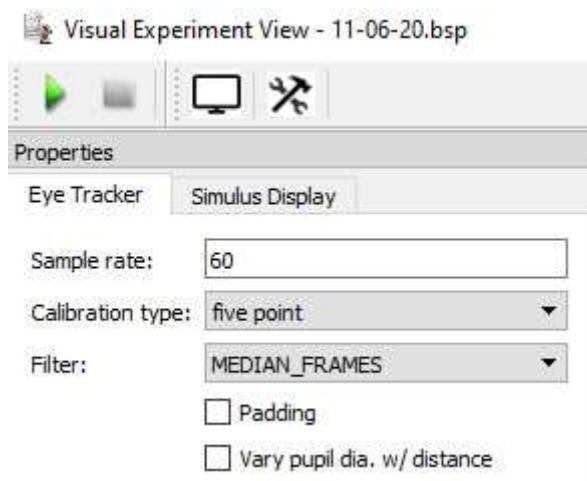 Visual Experiment View - 11-06-20.bsp
Properties
Eye Tracker Simulus Display
Sample rate: 60
Calibration type: five point
Filter: MEDIAN_FRAMES
Padding
Vary pupil dia. w/ distance